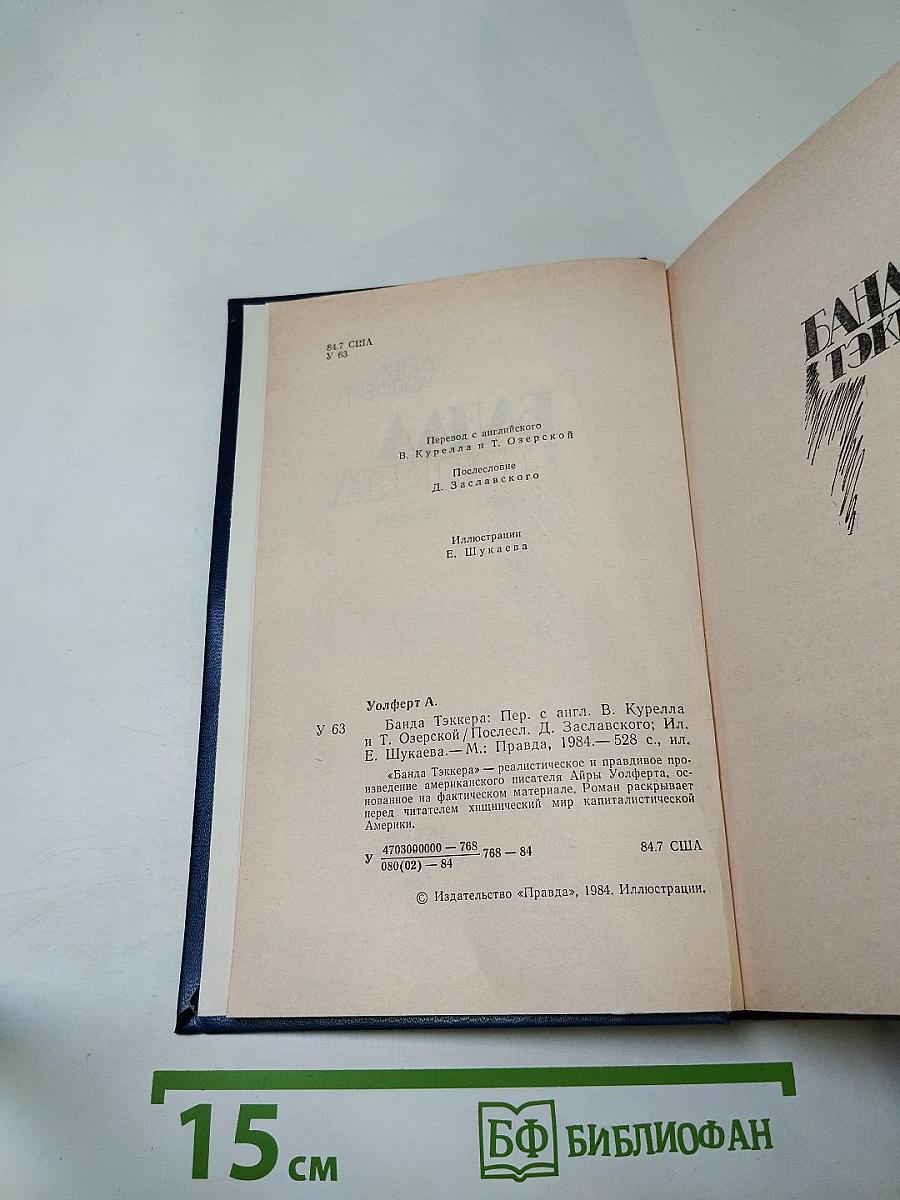 84.7 США
У 63
Перевод с английского
В. Курелла и Т. Озерской
Послесловие
Д. Заславского
Иллюстрации
Е. Шукаева
Уолферт А.
У 63 Банда Тэккера: Пер. с англ. В. Курелла
и Т. Озерской / Послесл. Д. Заславского; Ил.
Е. Шукаева.— М.: Правда, 1984.— 528 с., ил.
«Банда Тэккера» — реалистическое и правдивое про-
изведение американского писателя Айры Уолферта, ос-
нованное на фактическом материале. Роман раскрывает
перед читателем хищнический мир капиталистической
Америки.
У 4703000000 — 768
080(02) — 84 768 — 84 84.7 США
© Издательство «Правда», 1984. Иллюстрации.
БАНД
ТЭК
15 см
БФ БИБЛИОФАН